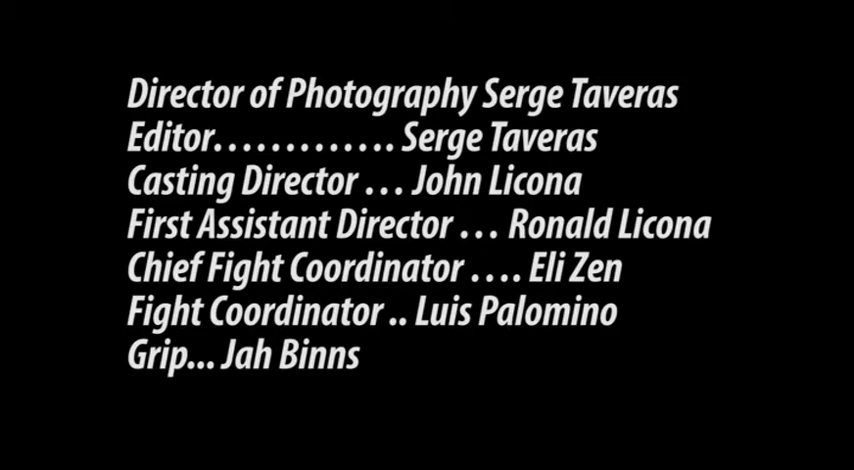 Director of Photography Serge Taveras
Editor............. Serge Taveras
Casting Director ... John Licona
First Assistant Director ... Ronald Licona
Chief Fight Coordinator .... Eli Zen
Fight Coordinator .. Luis Palomino
Grip... Jah Binns